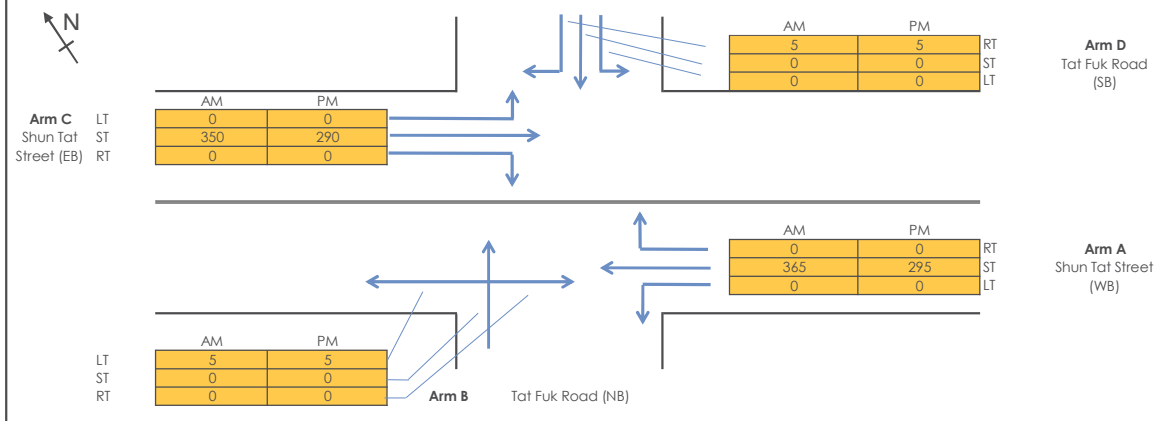 N
AM PM
5 5 RT
0 0 ST
0 0 LT
Arm D
Tat Fuk Road
(SB)
AM PM
Arm C LT 0 0
Shun Tat ST 350 290
Street (EB) RT 0 0
AM PM
0 0 RT
365 295 ST
0 0 LT
Arm A
Shun Tat Street
(WB)
AM PM
LT 5 5
ST 0 0
RT 0 0
Arm B Tat Fuk Road (NB)